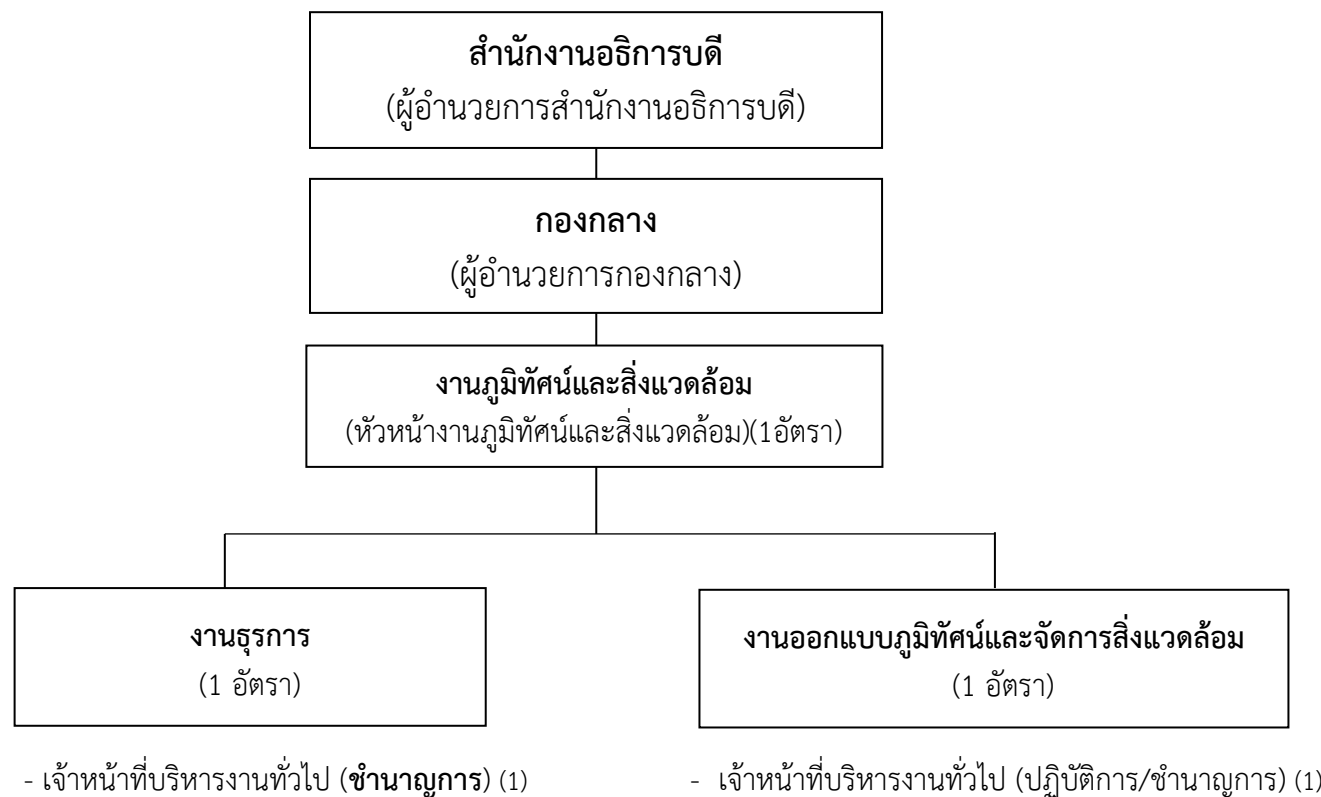 สำนักงานอธิการบดี
(ผู้อำนวยการสำนักงานอธิการบดี)
กองกลาง
(ผู้อำนวยการกองกลาง)
งานภูมิทัศน์และสิ่งแวดล้อม
(หัวหน้างานภูมิทัศน์และสิ่งแวดล้อม)(1อัตรา)
งานธุรการ
(1 อัตรา)
งานออกแบบภูมิทัศน์และจัดการสิ่งแวดล้อม
(1 อัตรา)
- เจ้าหน้าที่บริหารงานทั่วไป (ชำนาญการ) (1)
- เจ้าหน้าที่บริหารงานทั่วไป (ปฏิบัติการ/ชำนาญการ) (1)